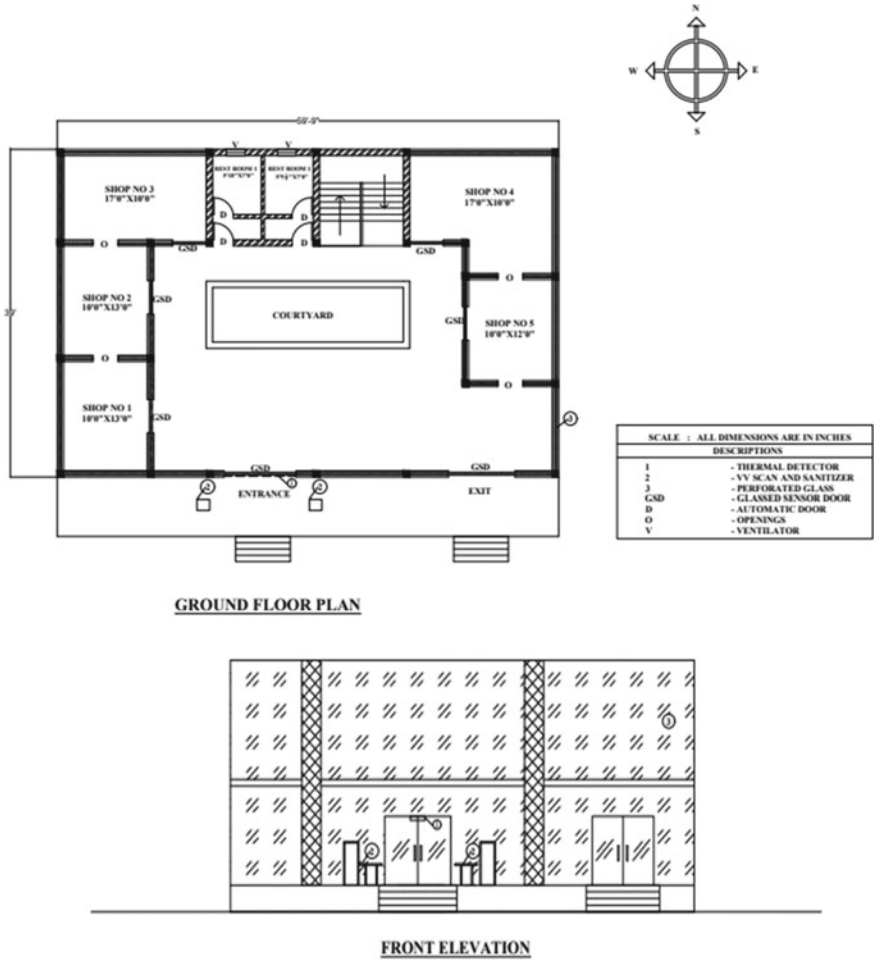 N
W
E
S
V
V
REST ROOM 1
REST ROOM 1
SHOP NO 3
17'0"X10'0"
SHOP NO 4
17'0"X10'0"
D
D
D
D
O
GSD
GSD
O
SHOP NO 2
10'0"X13'0"
GSD
COURTYARD
GSD
SHOP NO 5
10'0"X12'0"
O
O
SHOP NO 1
10'0"X13'0"
GSD
3
GSD
GSD
2
1
2
ENTRANCE
EXIT
SCALE : ALL DIMENSIONS ARE IN INCHES
DESCRIPTIONS
1 - THERMAL DETECTOR
2 - VV SCAN AND SANITIZER
3 - PERFORATED GLASS
GSD - GLASSED SENSOR DOOR
D - AUTOMATIC DOOR
O - OPENINGS
V - VENTILATOR
GROUND FLOOR PLAN
3
1
2
2
FRONT ELEVATION